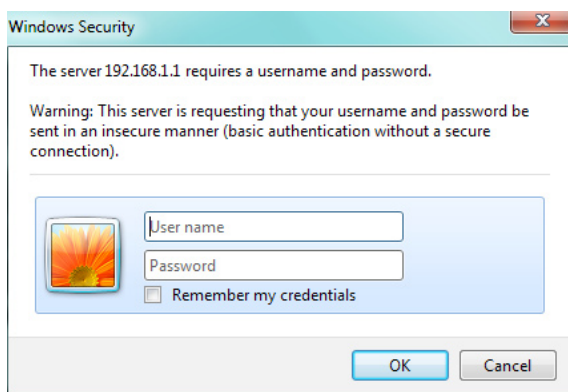 Windows Security
The server 192.168.1.1 requires a username and password.
Warning: This server is requesting that your username and password be
sent in an insecure manner (basic authentication without a secure
connection).
User name
Password
Remember my credentials
OK
Cancel